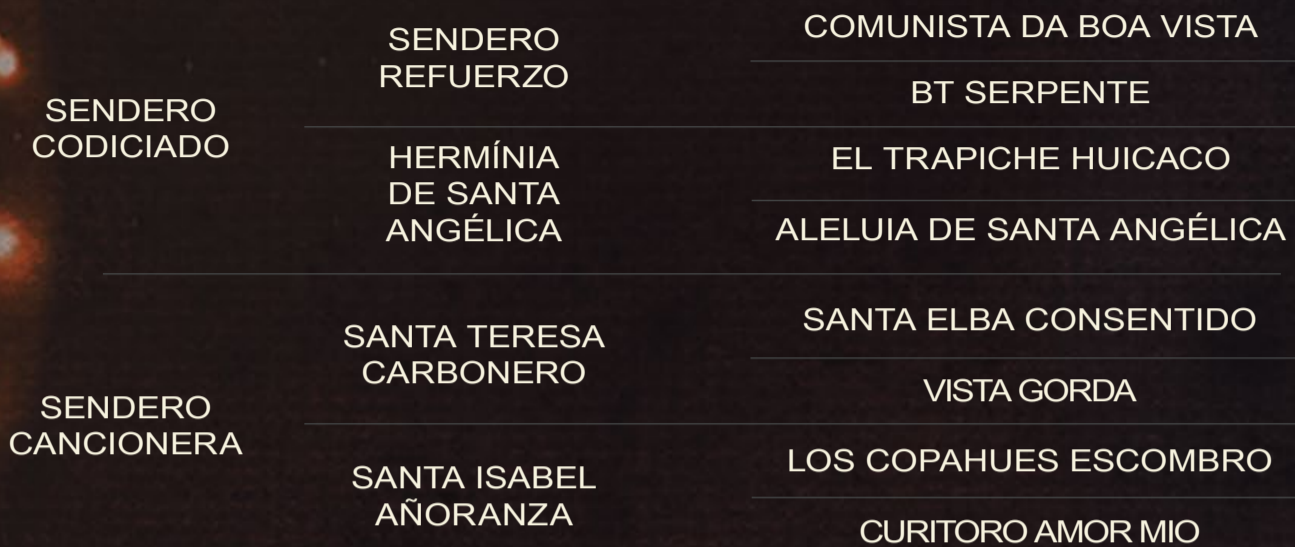 SENDERO
CODICIADO
SENDERO
REFUERZO
COMUNISTA DA BOA VISTA
BT SERPENTE
HERMÍNIA
DE SANTA
ANGÉLICA
EL TRAPICHE HUICACO
ALELUIA DE SANTA ANGÉLICA
SENDERO
CANCIONERA
SANTA TERESA
CARBONERO
SANTA ELBA CONSENTIDO
VISTA GORDA
SANTA ISABEL
AÑORANZA
LOS COPAHUES ESCOMBRO
CURITORO AMOR MIO